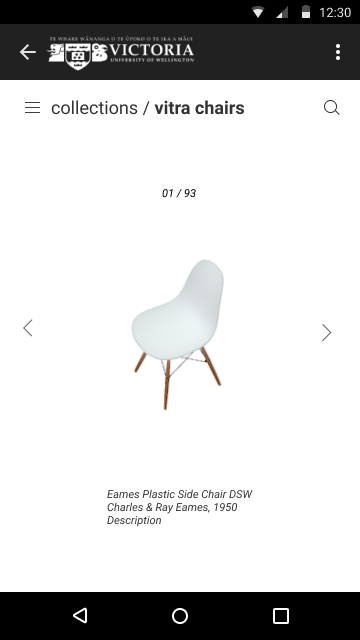 12:30
TE WHARE WĀNANGA O TE ŪPOKO O TE IKA A MĀUI
VICTORIA
UNIVERSITY OF WELLINGTON
collections / vitra chairs
01 / 93
Eames Plastic Side Chair DSW
Charles & Ray Eames, 1950
Description